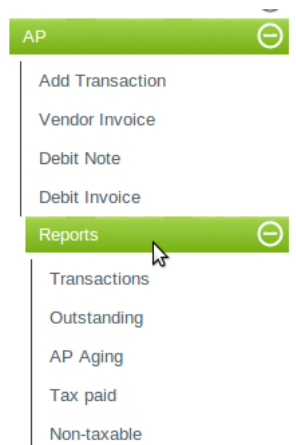 AP
Add Transaction
Vendor Invoice
Debit Note
Debit Invoice
Reports
Transactions
Outstanding
AP Aging
Tax paid
Non-taxable